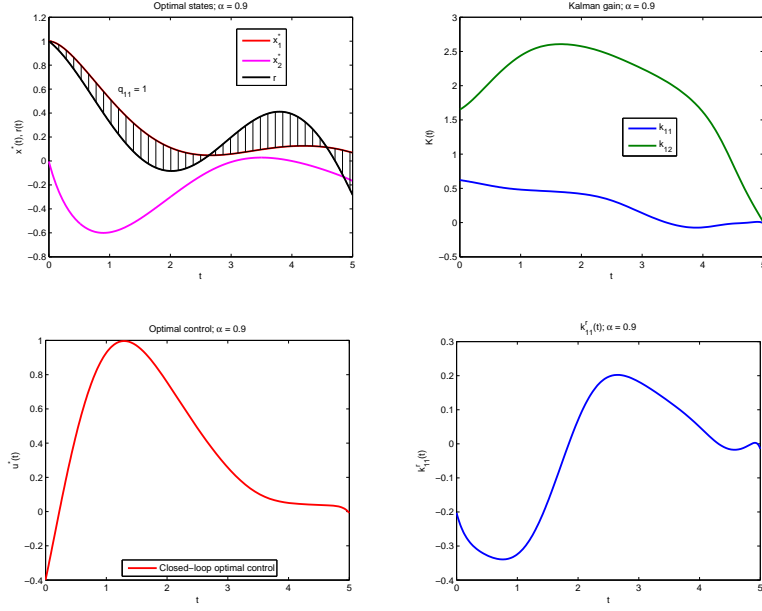 Optimal states; α = 0.9
1.2
1
0.8
0.6
0.4
0.2
0
−0.2
−0.4
−0.6
−0.8
x*(t), r(t)
q₁₁ = 1
x*₁
x*₂
r
0 1 2 3 4 5
t
Kalman gain; α = 0.9
3
2.5
2
1.5
1
0.5
0
−0.5
K(t)
k₁₁
k₁₂
0 1 2 3 4 5
t
Optimal control; α = 0.9
1
0.8
0.6
0.4
0.2
0
−0.2
−0.4
u*(t)
Closed−loop optimal control
0 1 2 3 4 5
t
kʳ₁₁(t); α = 0.9
0.3
0.2
0.1
0
−0.1
−0.2
−0.3
−0.4
kʳ₁₁(t)
0 1 2 3 4 5
t